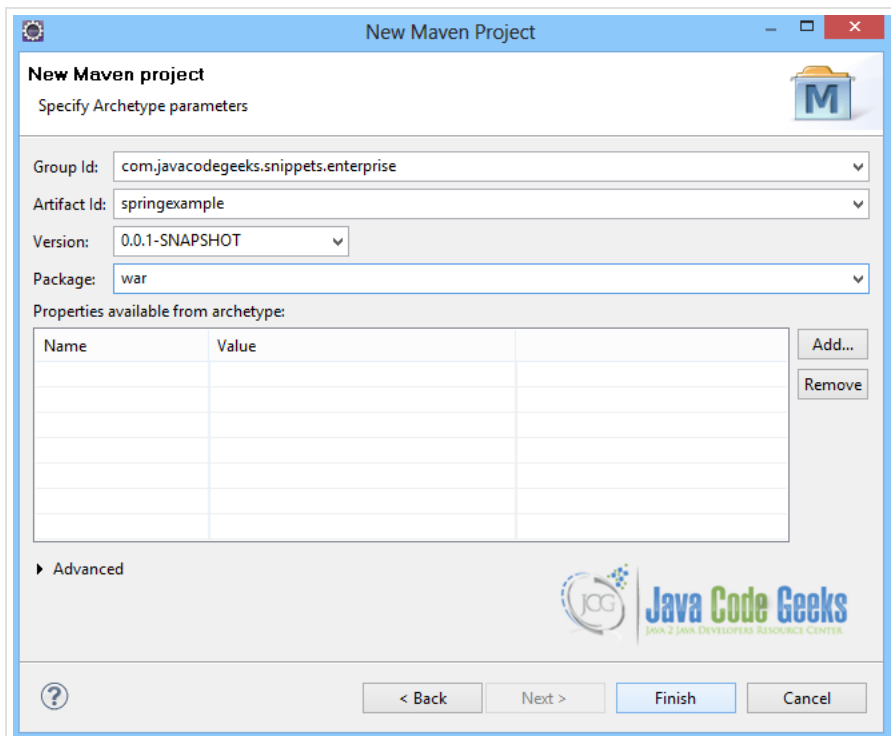 New Maven Project
New Maven project
Specify Archetype parameters
M
Group Id: com.javacodegeeks.snippets.enterprise
Artifact Id: springexample
Version: 0.0.1-SNAPSHOT
Package: war
Properties available from archetype:
Name Value
Add...
Remove
Advanced
JCG Java Code Geeks
JAVA 2 JAVA DEVELOPERS RESOURCE CENTER
? < Back Next > Finish Cancel